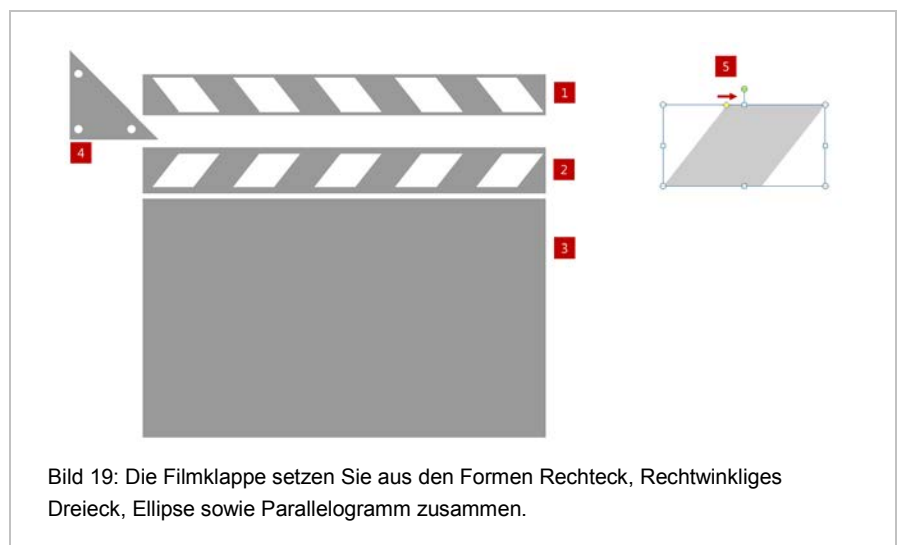 5
1
4
2
3
Bild 19: Die Filmklappe setzen Sie aus den Formen Rechteck, Rechtwinkliges
Dreieck, Ellipse sowie Parallelogramm zusammen.